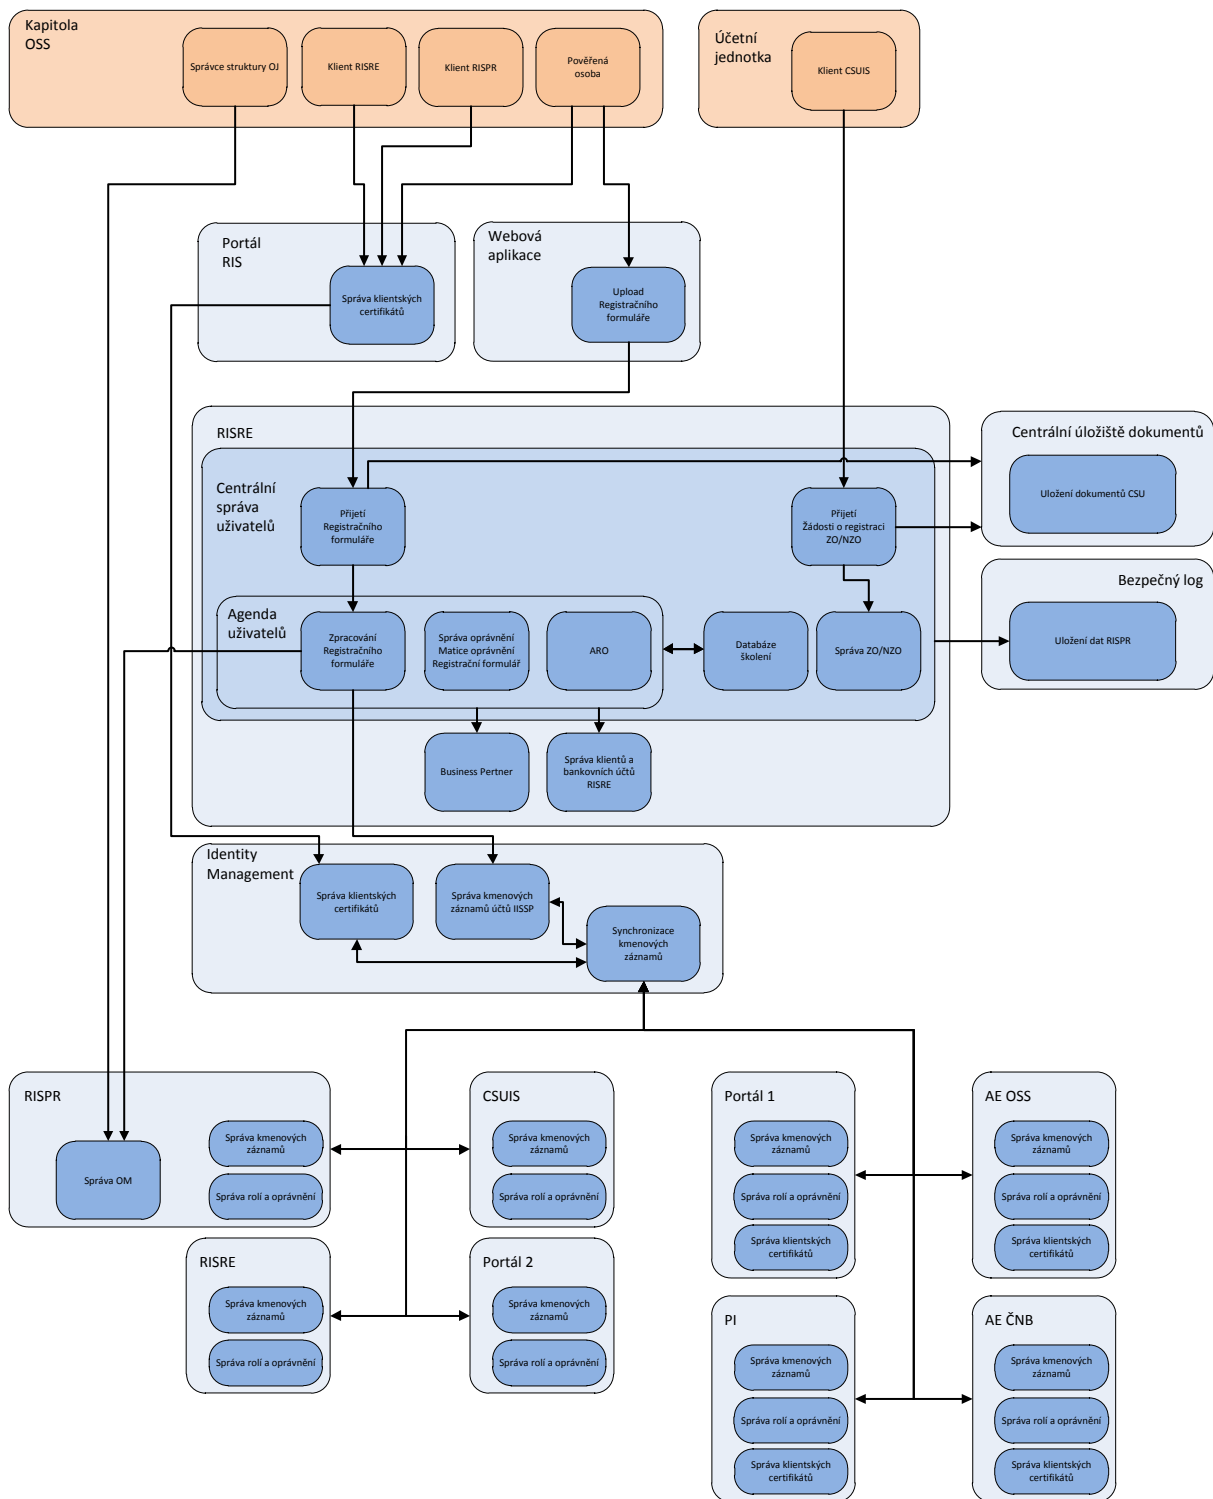 Kapitola
OSS
Správce struktury OJ
Klient RISRE
Klient RISPR
Pověřená
osoba
Účetní
jednotka
Klient CSUIS
Portál
RIS
Správa klientských
certifikátů
Webová
aplikace
Upload
Registračního
formuláře
RISRE
Centrální
správa
uživatelů
Přijetí
Registračního
formuláře
Přijetí
Žádosti o registraci
ZO/NZO
Centrální úložiště dokumentů
Uložení dokumentů CSU
Bezpečný log
Uložení dat RISPR
Agenda
uživatelů
Zpracování
Registračního
formuláře
Správa oprávnění
Matice oprávnění
Registrační formulář
ARO
Databáze
školení
Správa ZO/NZO
Business Pertner
Správa klientů a
bankovních účtů
RISRE
Identity
Management
Správa klientských
certifikátů
Správa kmenových
záznamů účtů IISSP
Synchronizace
kmenových
záznamů
RISPR
Správa OM
Správa kmenových
záznamů
Správa rolí a oprávnění
CSUIS
Správa kmenových
záznamů
Správa rolí a oprávnění
Portál 1
Správa kmenových
záznamů
Správa rolí a oprávnění
Správa klientských
certifikátů
AE OSS
Správa kmenových
záznamů
Správa rolí a oprávnění
Správa klientských
certifikátů
RISRE
Správa kmenových
záznamů
Správa rolí a oprávnění
Portál 2
Správa kmenových
záznamů
Správa rolí a oprávnění
PI
Správa kmenových
záznamů
Správa rolí a oprávnění
Správa klientských
certifikátů
AE ČNB
Správa kmenových
záznamů
Správa rolí a oprávnění
Správa klientských
certifikátů